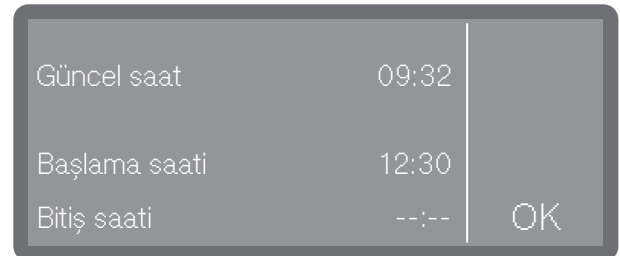 Güncel saat 09:32
Başlama saati 12:30
Bitiş saati --:-- OK